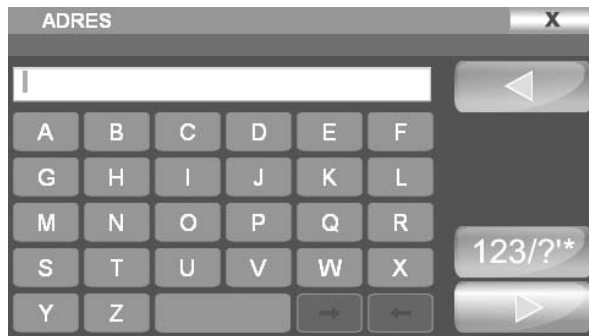 ADRES X
A B C D E F
G H I J K L
M N O P Q R
123/?'*
S T U V W X
Y Z